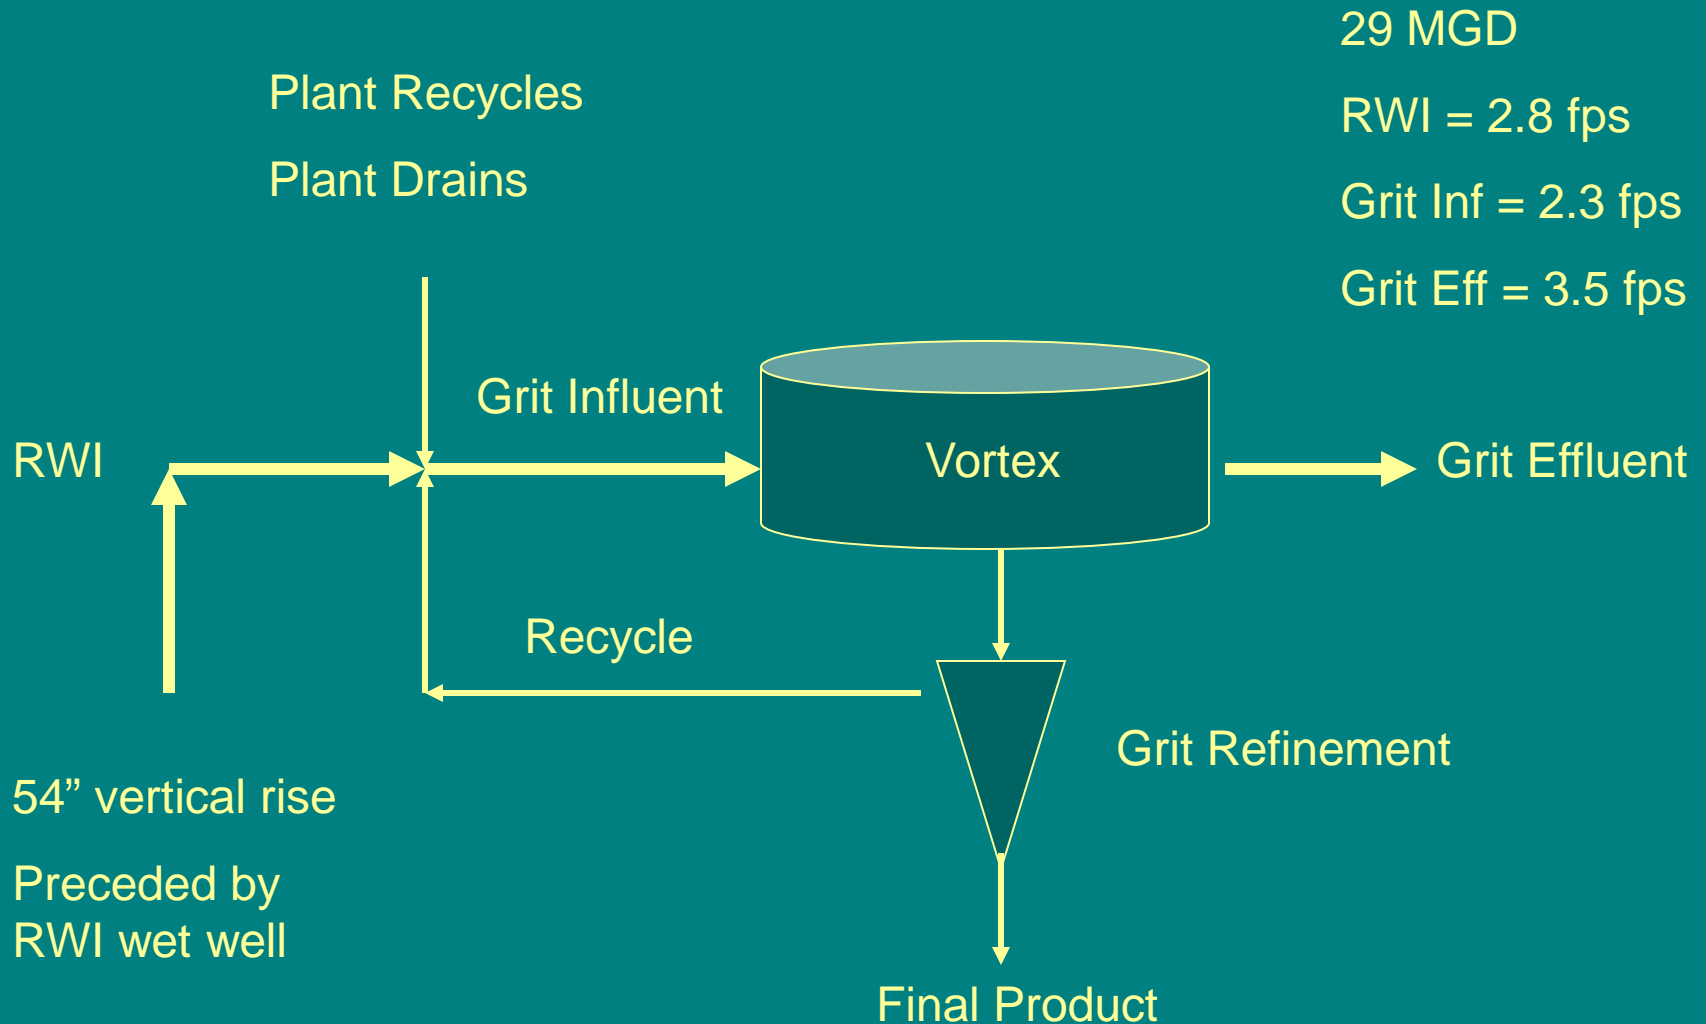 29 MGD
Plant Recycles
RWI = 2.8 fps
Plant Drains
Grit Inf = 2.3 fps
Grit Eff = 3.5 fps
Grit Influent
RWI
Vortex
Grit Effluent
Recycle
Grit Refinement
54” vertical rise
Preceded by
RWI wet well
Final Product